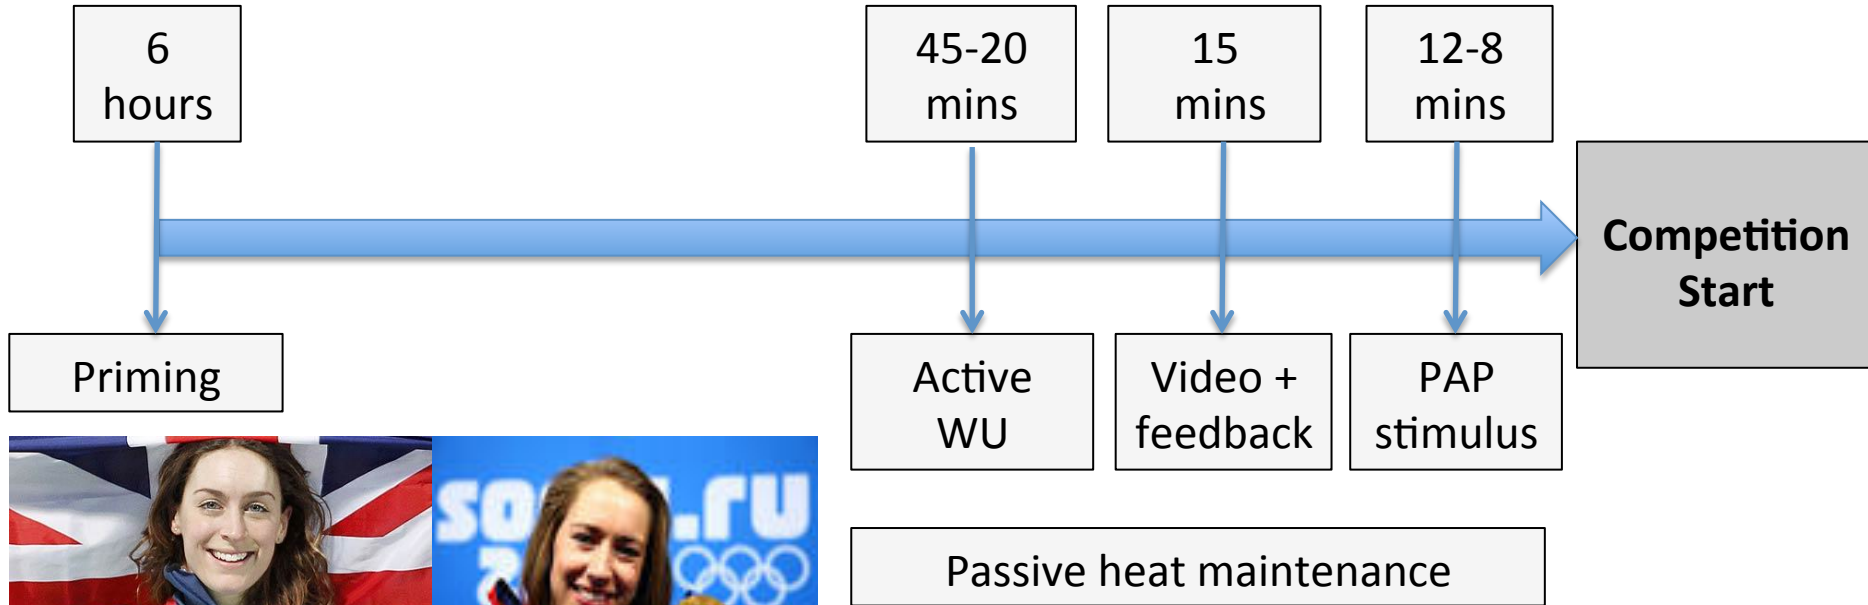 6
hours
45-20
mins
15
mins
12-8
mins
Competition
Start
Priming
Active
WU
Video +
feedback
PAP
stimulus
Passive heat maintenance
.ru